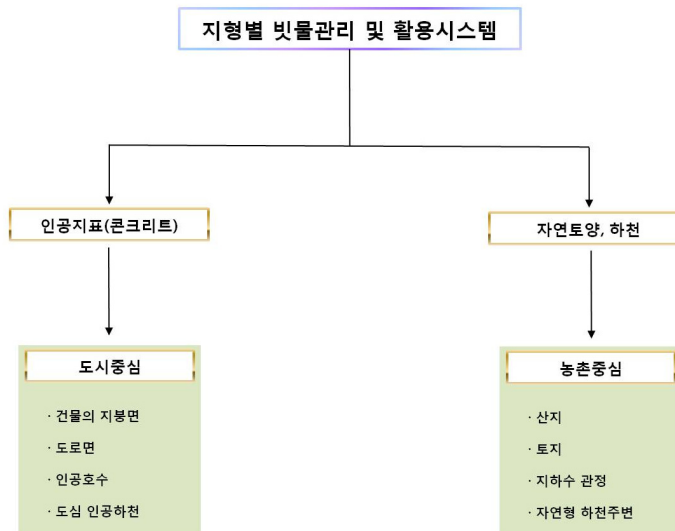 지형별 빗물관리 및 활용시스템
인공지표(콘크리트)
자연토양, 하천
도시중심
· 건물의 지붕면
· 도로면
· 인공호수
· 도심 인공하천
농촌중심
· 산지
· 토지
· 지하수 관정
· 자연형 하천주변